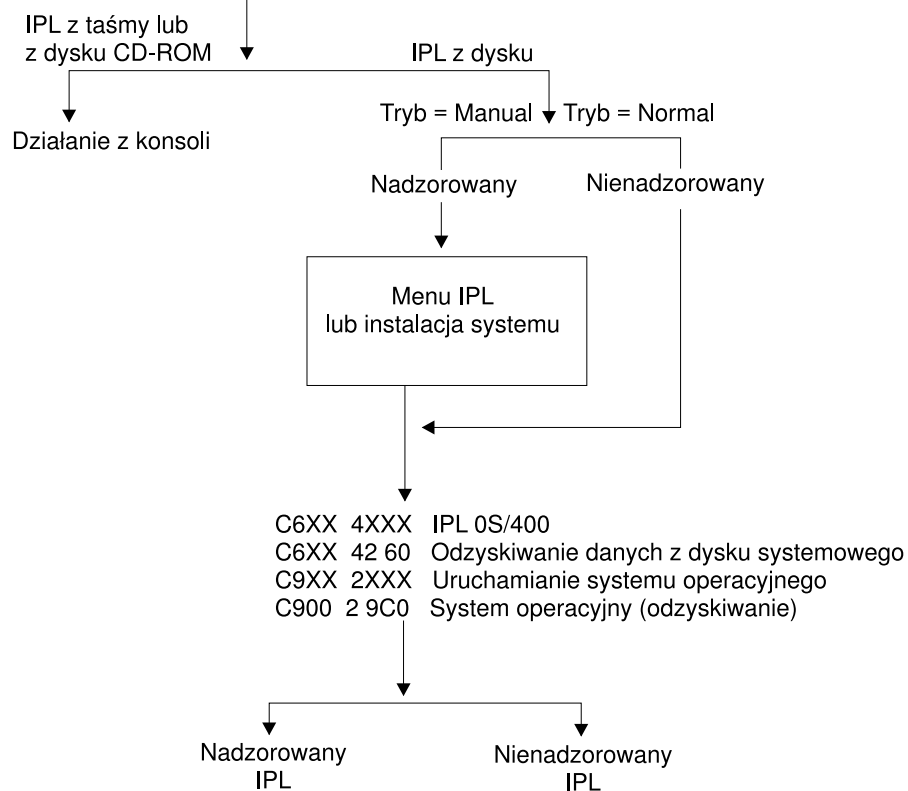 IPL z taśmy lub
z dysku CD-ROM
IPL z dysku
Działanie z konsoli
Tryb = Manual
Tryb = Normal
Nadzorowany
Nienadzorowany
Menu IPL
lub instalacja systemu
C6XX 4XXX IPL 0S/400
C6XX 42 60 Odzyskiwanie danych z dysku systemowego
C9XX 2XXX Uruchamianie systemu operacyjnego
C900 2 9C0 System operacyjny (odzyskiwanie)
Nadzorowany
IPL
Nienadzorowany
IPL